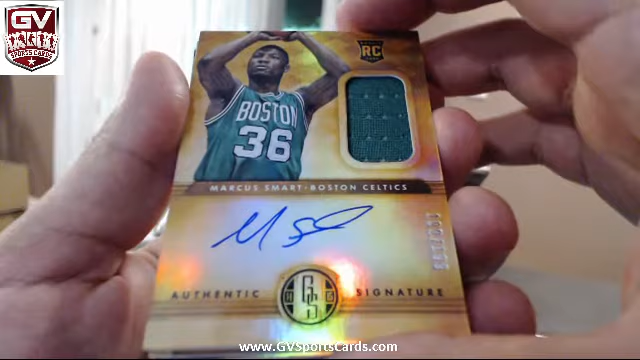 GV
SPORTS CARDS
RC
BOSTON
36
MARCUS SMART · BOSTON CELTICS
GS
AUTHENTIC
SIGNATURE
www.GVSportsCards.com